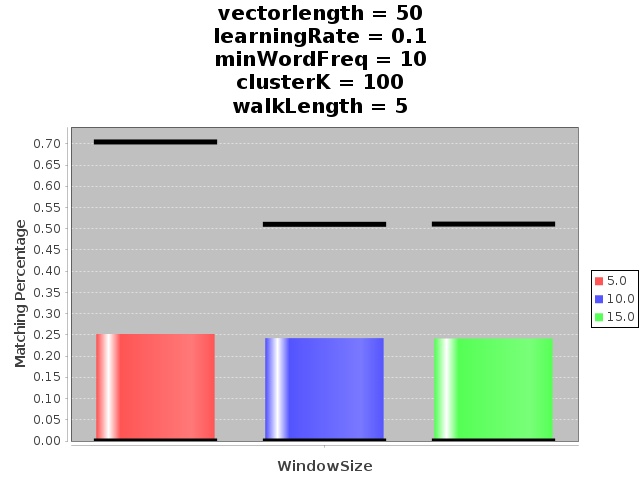 vectorlength = 50
learningRate = 0.1
minWordFreq = 10
clusterK = 100
walkLength = 5
Matching Percentage
0.70
0.65
0.60
0.55
0.50
0.45
0.40
0.35
0.30
0.25
0.20
0.15
0.10
0.05
0.00
WindowSize
5.0
10.0
15.0